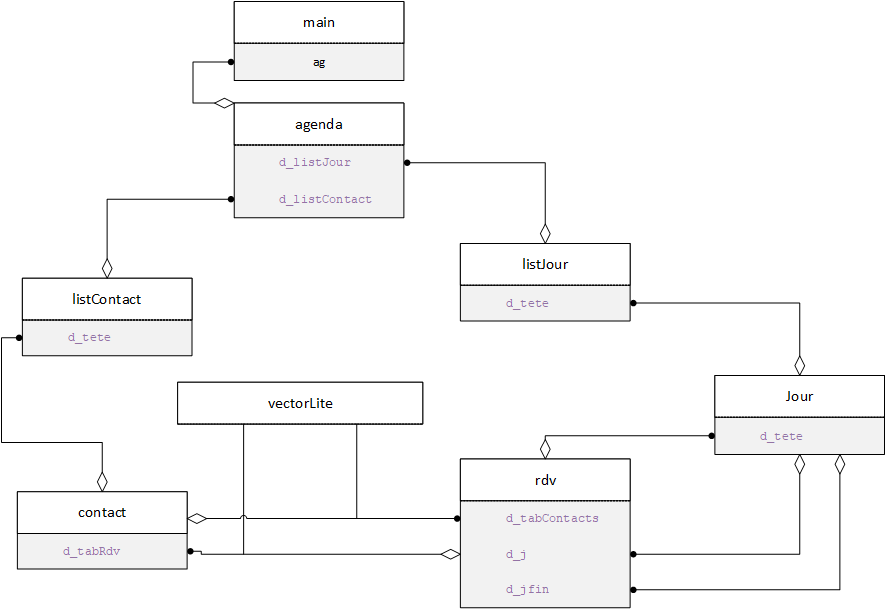 main
ag
agenda
d_listJour
d_listContact
listJour
d_tete
listContact
d_tete
Jour
d_tete
vectorLite
rdv
d_tabContacts
d_j
d_jfin
contact
d_tabRdv